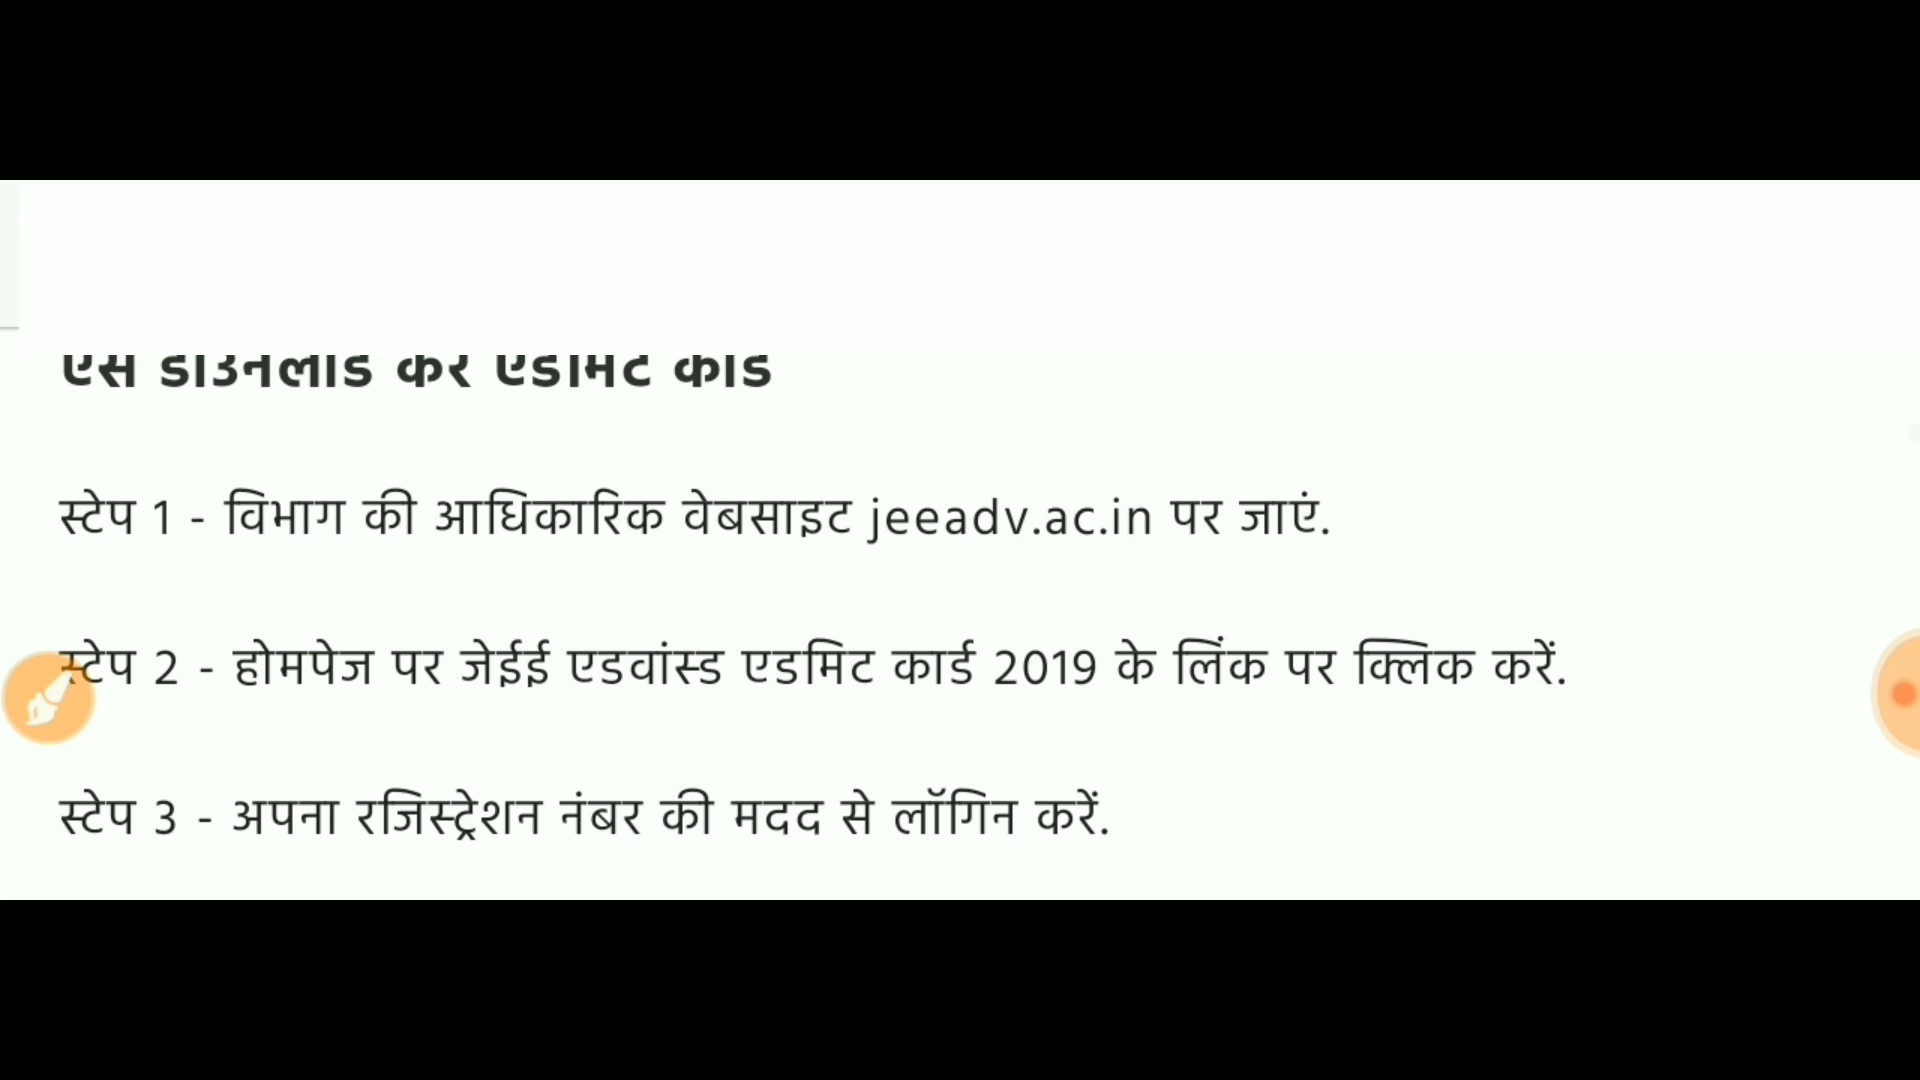 ऐसे डाउनलोड करें एडमिट कार्ड
स्टेप 1 - विभाग की आधिकारिक वेबसाइट jeeadv.ac.in पर जाएं.
स्टेप 2 - होमपेज पर जेईई एडवांस्ड एडमिट कार्ड 2019 के लिंक पर क्लिक करें.
स्टेप 3 - अपना रजिस्ट्रेशन नंबर की मदद से लॉगिन करें.